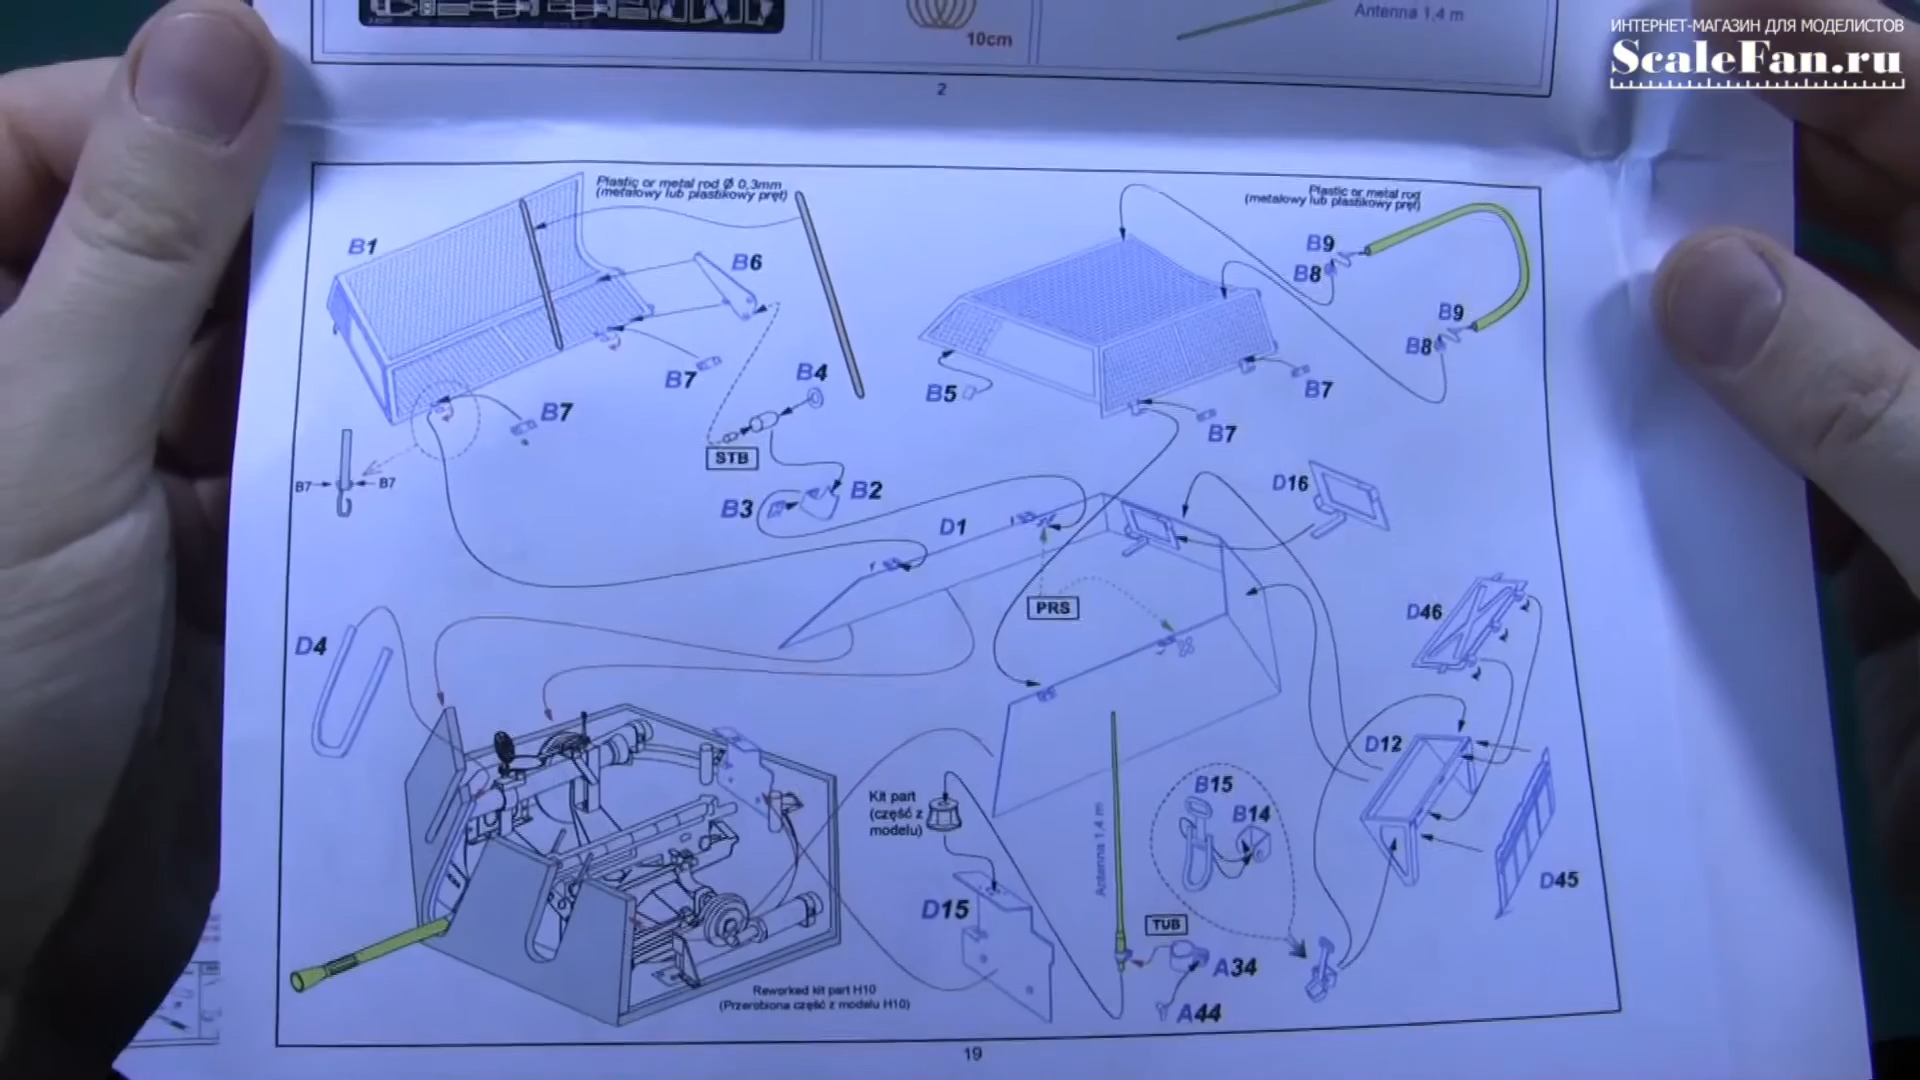 Antenna 1,4 m
10cm
ИНТЕРНЕТ-МАГАЗИН ДЛЯ МОДЕЛИСТОВ
ScaleFan.ru
2
Plastic or metal rod Ø 0,3mm
(metalowy lub plastikowy pręt)
Plastic or metal rod
(metalowy lub plastikowy pręt)
B1
B6
B9
B8
B9
B8
B7
B4
B5
B7
B7
B7
STB
B7
B7
B3
B2
D1
D16
PRS
D4
D46
D12
Kit part
(część z
modelu)
Antenna 1,4 m
B15
B14
D45
D15
TUB
A34
A44
Reworked kit part H10
(Przerobiona część z modelu H10)
19